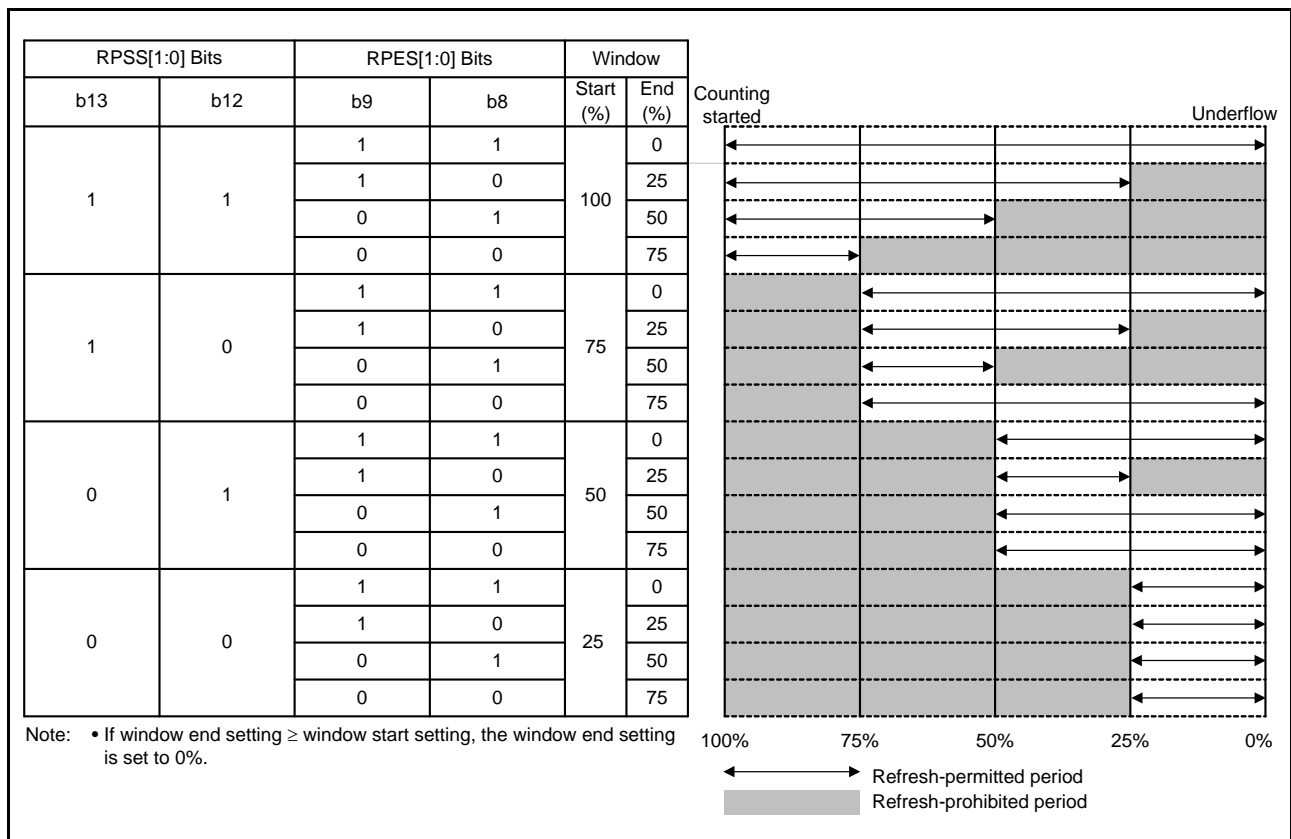 RPSS[1:0] Bits RPES[1:0] Bits Window
b13 b12 b9 b8 Start (%) End (%)
Counting started Underflow
1 1 0
1 0 25
1 1 100
0 1 50
0 0 75
1 1 0
1 0 25
1 0 75
0 1 50
0 0 75
1 1 0
1 0 25
0 1 50
0 1 50
0 0 75
1 1 0
1 0 25
0 0 25
0 1 50
0 0 75
Note: • If window end setting ≥ window start setting, the window end setting
is set to 0%.
100% 75% 50% 25% 0%
Refresh-permitted period
Refresh-prohibited period